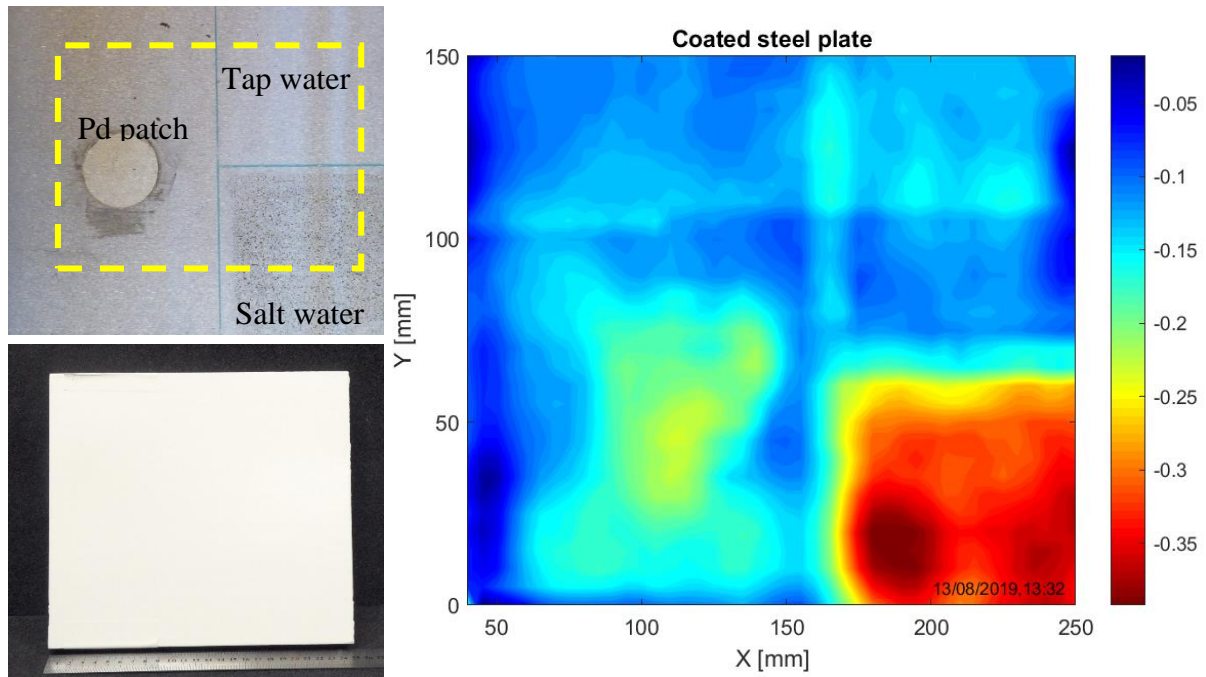 Tap water
Pd patch
Salt water
Coated steel plate
150
100
50
0
Y [mm]
50
100
150
200
250
X [mm]
13/08/2019,13:32
-0.05
-0.1
-0.15
-0.2
-0.25
-0.3
-0.35